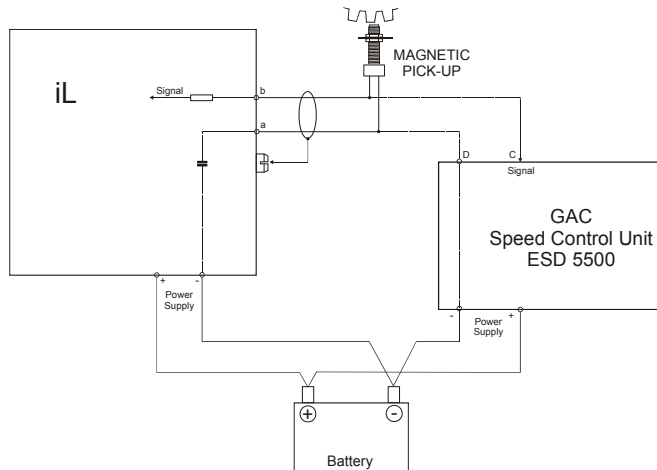 MAGNETIC
PICK-UP
iL
Signal
b
a
D
C
Signal
GAC
Speed Control Unit
ESD 5500
+
-
Power
Supply
-
Power
Supply
+
+
-
Battery